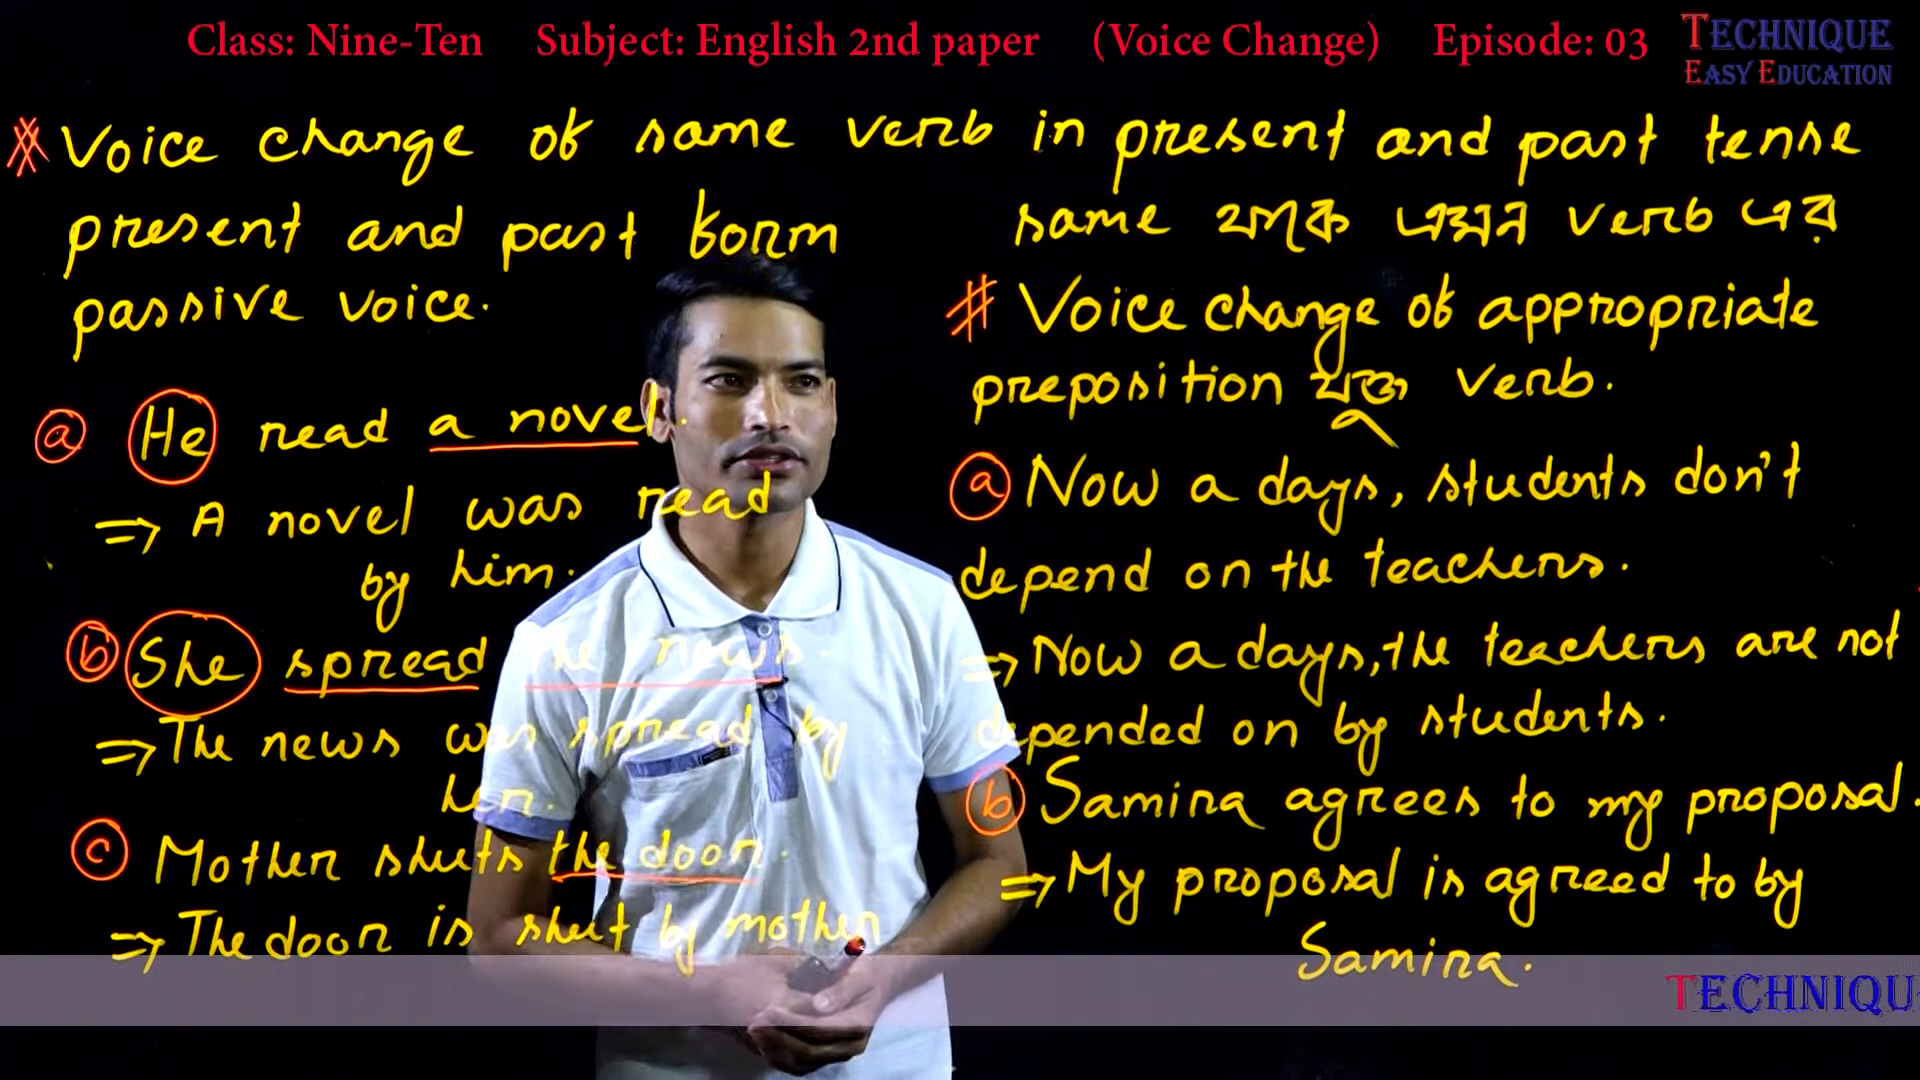 Class: Nine-Ten Subject: English 2nd paper (Voice Change) Episode: 03
TECHNIQUE
EASY EDUCATION
Voice change of same verb in present and past tense
present and past form same থাকে এমন verb এর
passive voice.
ⓐ He read a novel.
⇒ A novel was read
by him.
ⓑ She spread the news.
⇒ The news was spread by
her.
ⓒ Mother shuts the door.
⇒ The door is shut by mother
# Voice change of appropriate
preposition যুক্ত verb.
ⓐ Now a days, students don't
depend on the teachers.
⇒ Now a days, the teachers are not
depended on by students.
ⓑ Samira agrees to my proposal.
⇒ My proposal is agreed to by
Samira.
TECHNIQU